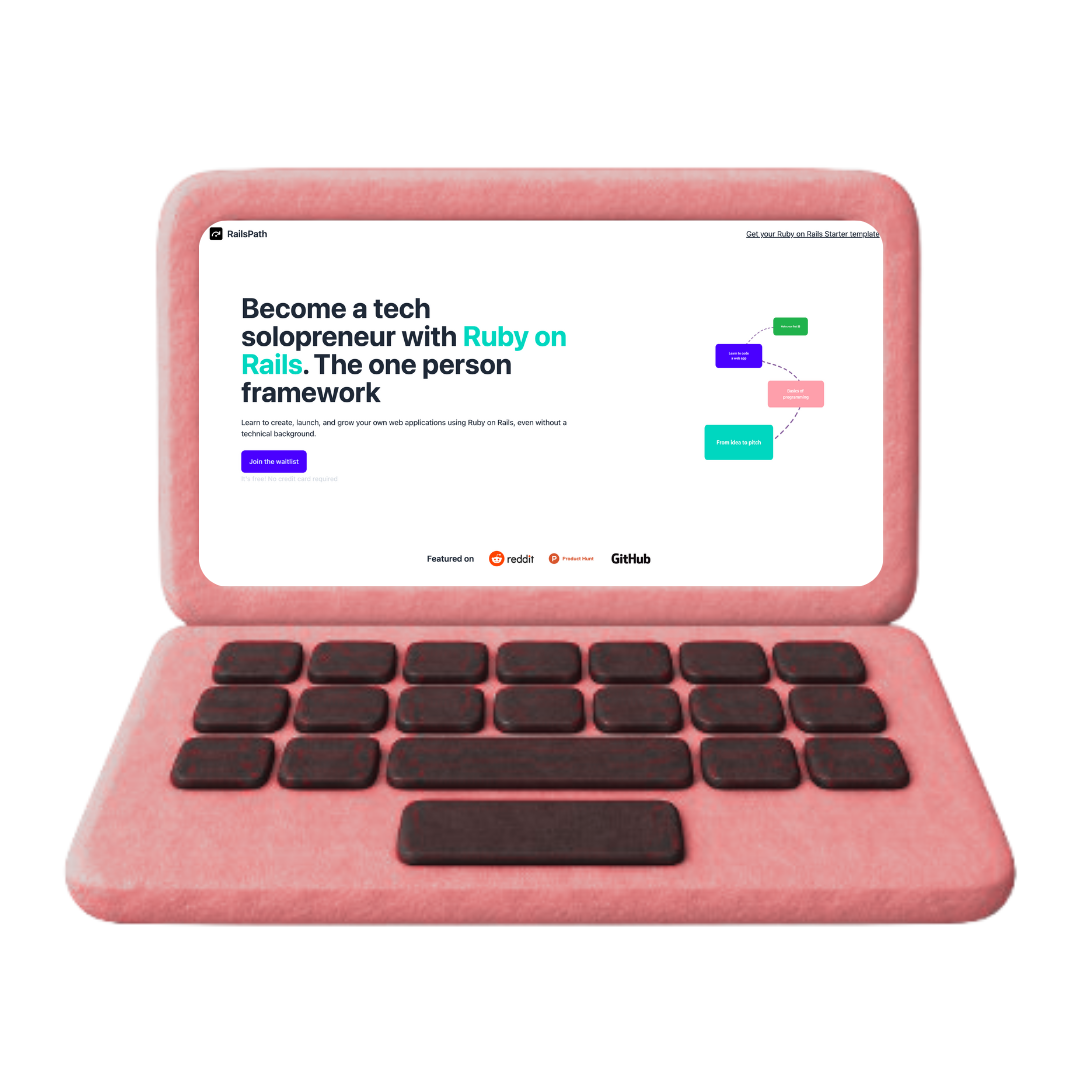 RailsPath
Get your Ruby on Rails Starter template
Become a tech
solopreneur with Ruby on
Rails. The one person
framework
Learn to create, launch, and grow your own web applications using Ruby on Rails, even without a
technical background.
Join the waitlist
It's free! No credit card required
Learn to code
a web app
Basics of
programming
From idea to pitch
Featured on
reddit
P Product Hunt
GitHub